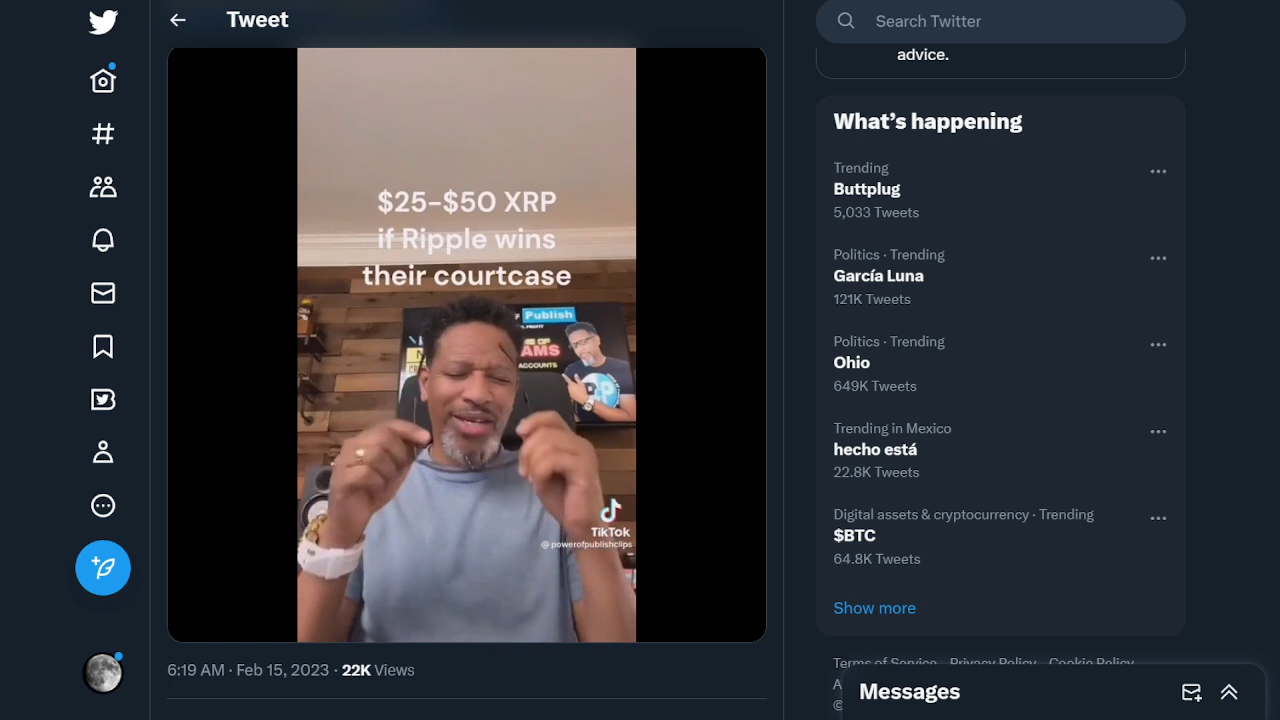 Tweet
Search Twitter
advice.
$25-$50 XRP
if Ripple wins
their courtcase
Publish
AMS
ACCOUNTS
TikTok
@powerofpublishclips
6:19 AM · Feb 15, 2023 · 22K Views
What's happening
Trending
Buttplug
5,033 Tweets
Politics · Trending
García Luna
121K Tweets
Politics · Trending
Ohio
649K Tweets
Trending in Mexico
hecho está
22.8K Tweets
Digital assets & cryptocurrency · Trending
$BTC
64.8K Tweets
Show more
Terms of Service Privacy Policy Cookie Policy
Messages